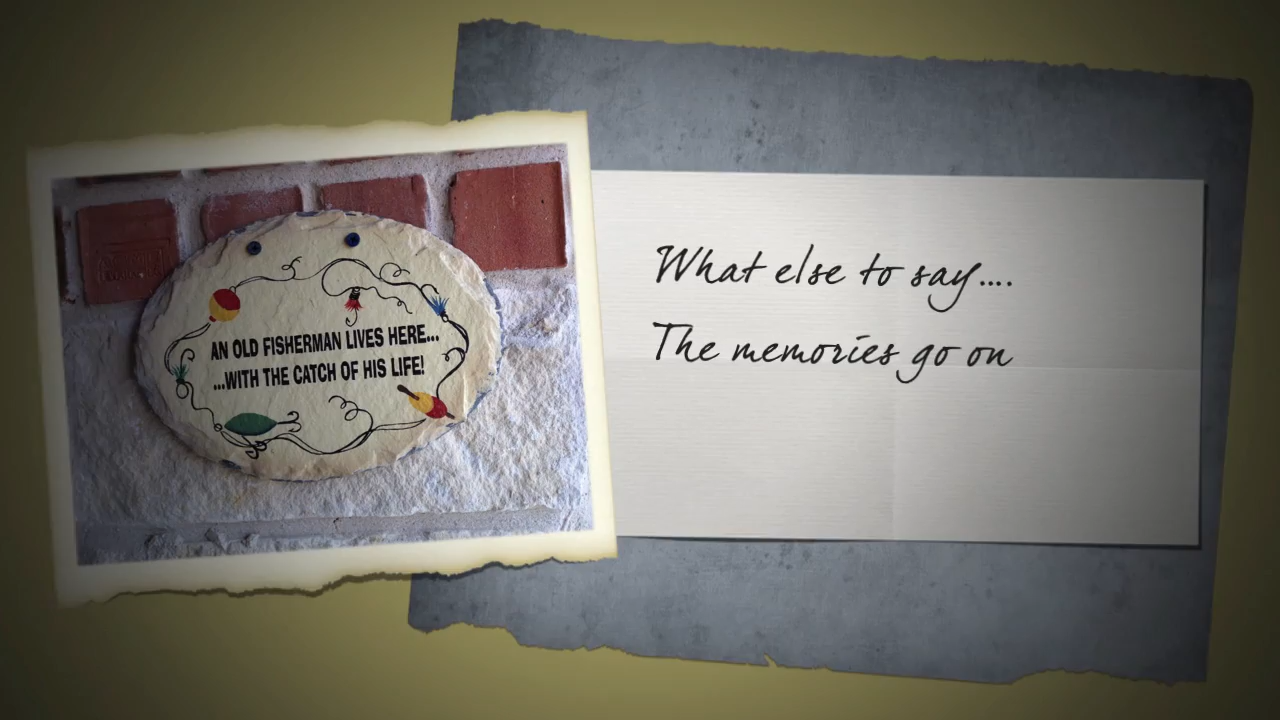 AN OLD FISHERMAN LIVES HERE...
...WITH THE CATCH OF HIS LIFE!
What else to say....
The memories go on